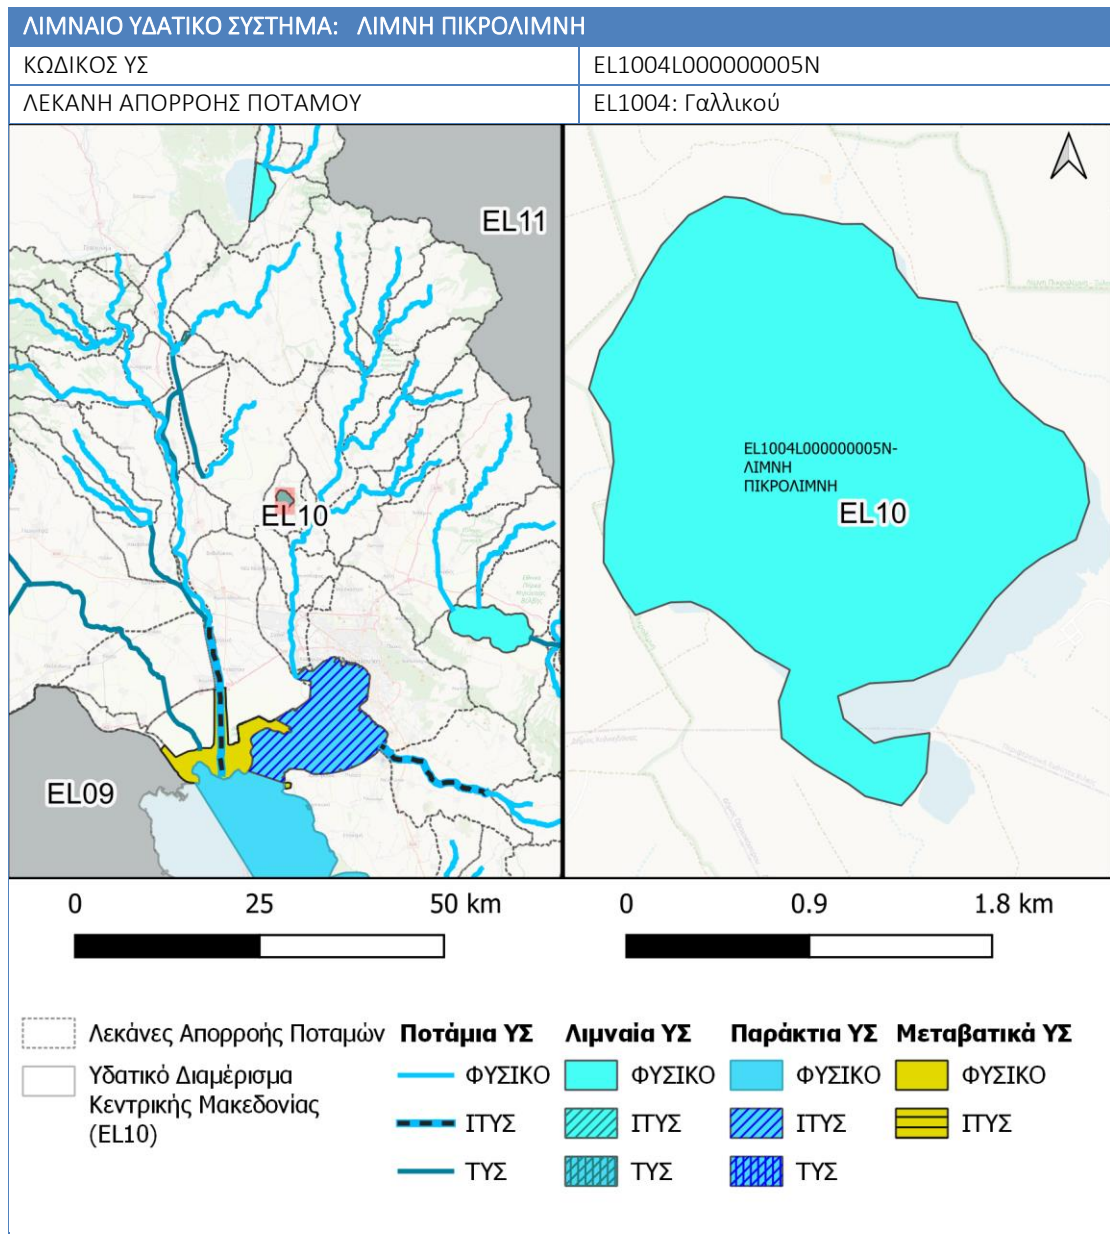 ΛΙΜΝΑΙΟ ΥΔΑΤΙΚΟ ΣΥΣΤΗΜΑ: ΛΙΜΝΗ ΠΙΚΡΟΛΙΜΝΗ
ΚΩΔΙΚΟΣ ΥΣ EL1004L000000005N
ΛΕΚΑΝΗ ΑΠΟΡΡΟΗΣ ΠΟΤΑΜΟΥ EL1004: Γαλλικού
EL11
EL10
EL09
EL1004L000000005N-
ΛΙΜΝΗ
ΠΙΚΡΟΛΙΜΝΗ
EL10
0 25 50 km
0 0.9 1.8 km
Λεκάνες Απορροής Ποταμών
Υδατικό Διαμέρισμα
Κεντρικής Μακεδονίας
(EL10)
Ποτάμια ΥΣ
ΦΥΣΙΚΟ
ΙΤΥΣ
ΤΥΣ
Λιμναία ΥΣ
ΦΥΣΙΚΟ
ΙΤΥΣ
ΤΥΣ
Παράκτια ΥΣ
ΦΥΣΙΚΟ
ΙΤΥΣ
ΤΥΣ
Μεταβατικά ΥΣ
ΦΥΣΙΚΟ
ΙΤΥΣ